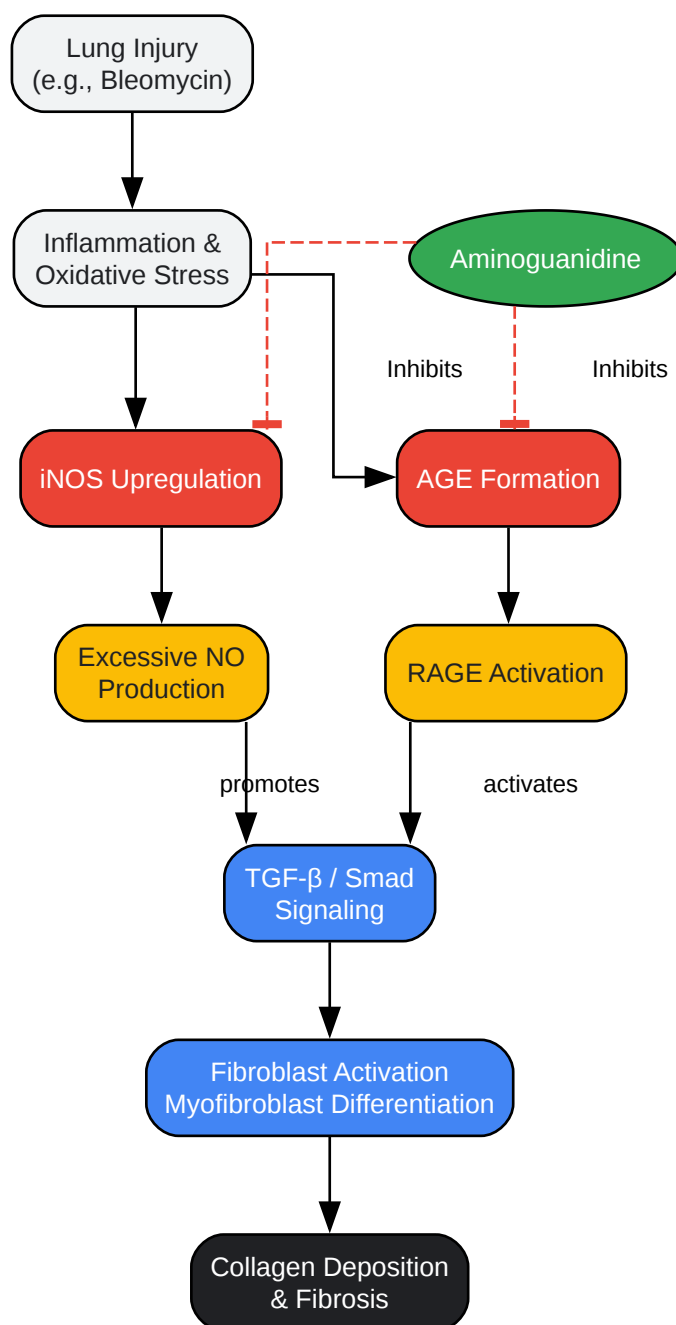 Lung Injury
(e.g., Bleomycin)
Inflammation &
Oxidative Stress
Aminoguanidine
Inhibits
Inhibits
iNOS Upregulation
AGE Formation
Excessive NO
Production
RAGE Activation
promotes
activates
TGF-β / Smad
Signaling
Fibroblast Activation
Myofibroblast Differentiation
Collagen Deposition
& Fibrosis